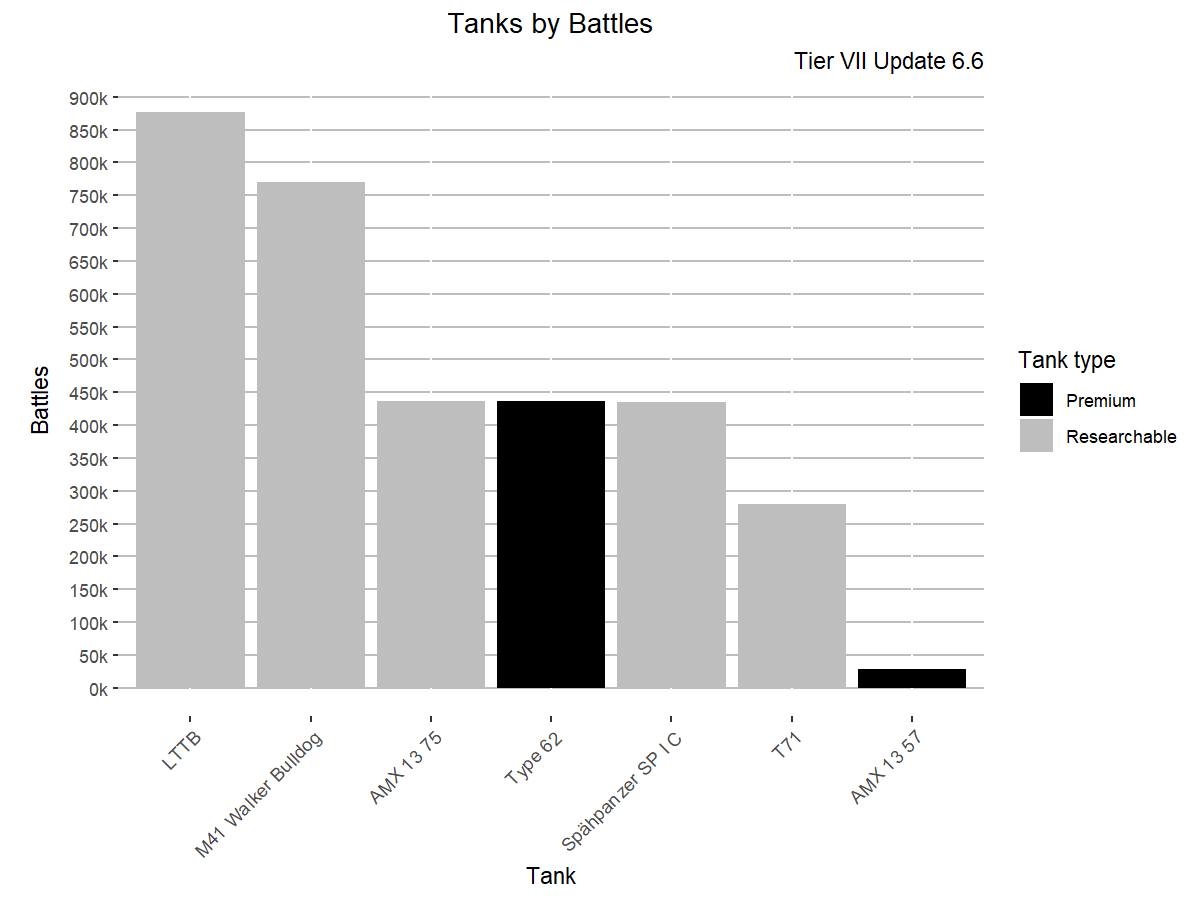 Tanks by Battles
Tier VII Update 6.6
900k
850k
800k
750k
700k
650k
600k
550k
500k
450k
400k
350k
300k
250k
200k
150k
100k
50k
0k
Battles
LTTB
M41 Walker Bulldog
AMX 13 75
Type 62
Spähpanzer SP I C
T71
AMX 13 57
Tank
Tank type
Premium
Researchable